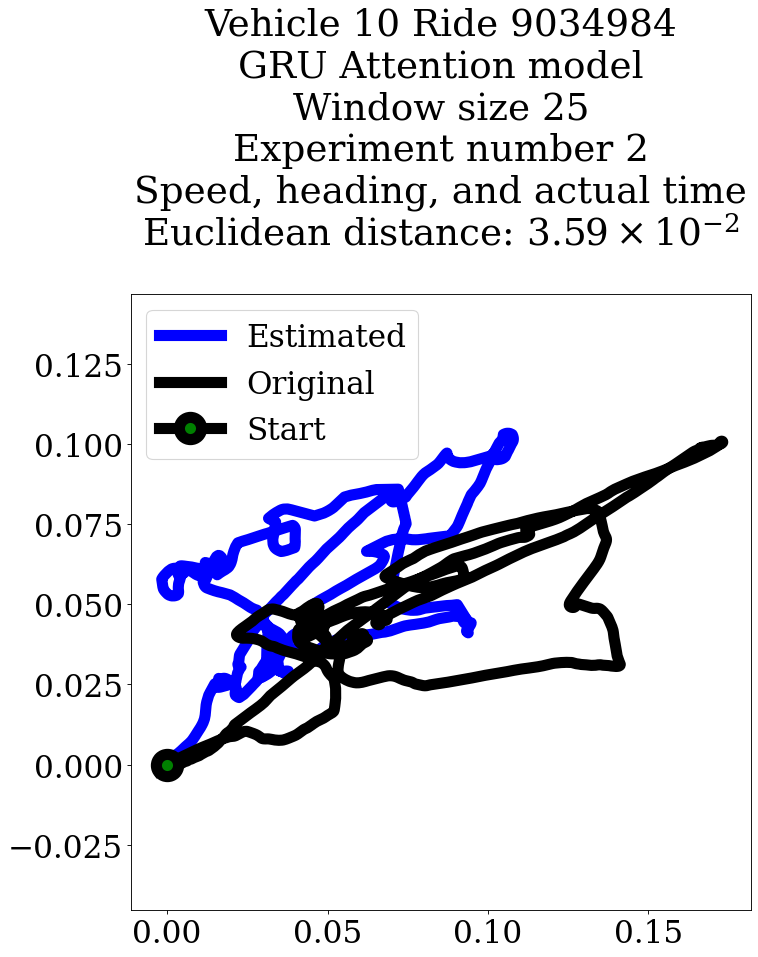 Vehicle 10 Ride 9034984
GRU Attention model
Window size 25
Experiment number 2
Speed, heading, and actual time
Euclidean distance: 3.59 × 10⁻²
Estimated
Original
Start
0.125
0.100
0.075
0.050
0.025
0.000
−0.025
0.00 0.05 0.10 0.15